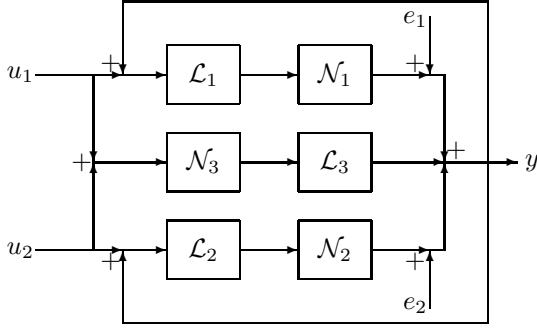 e₁
u₁ + 𝓛₁ 𝓝₁ +
+ 𝓝₃ 𝓛₃ + y
u₂ + 𝓛₂ 𝓝₂ +
e₂